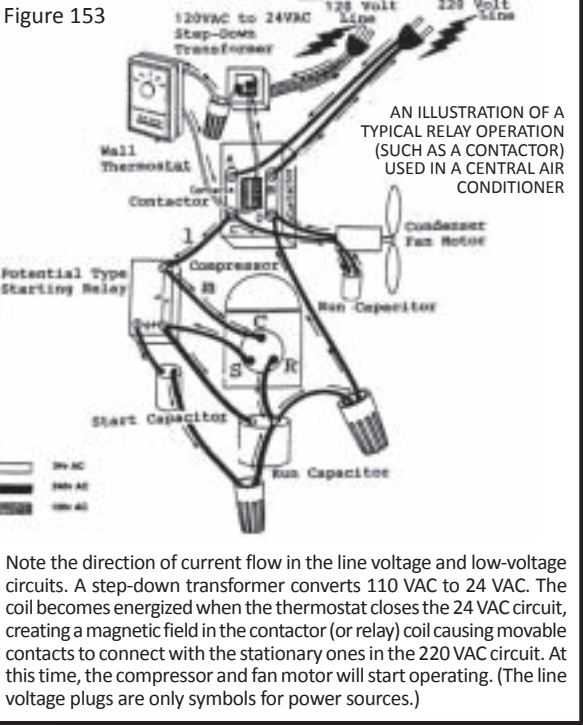 Figure 153
120 Volt
Line
220 Volt
Line
120VAC to 24VAC
Step-Down
Transformer
AN ILLUSTRATION OF A
TYPICAL RELAY OPERATION
(SUCH AS A CONTACTOR)
USED IN A CENTRAL AIR
CONDITIONER
Wall
Thermostat
Contactor
Condenser
Fan Motor
Compressor
Potential Type
Starting Relay
Run Capacitor
C
S R
Start Capacitor
Run Capacitor
Note the direction of current flow in the line voltage and low-voltage
circuits. A step-down transformer converts 110 VAC to 24 VAC. The
coil becomes energized when the thermostat closes the 24 VAC circuit,
creating a magnetic field in the contactor (or relay) coil causing movable
contacts to connect with the stationary ones in the 220 VAC circuit. At
this time, the compressor and fan motor will start operating. (The line
voltage plugs are only symbols for power sources.)